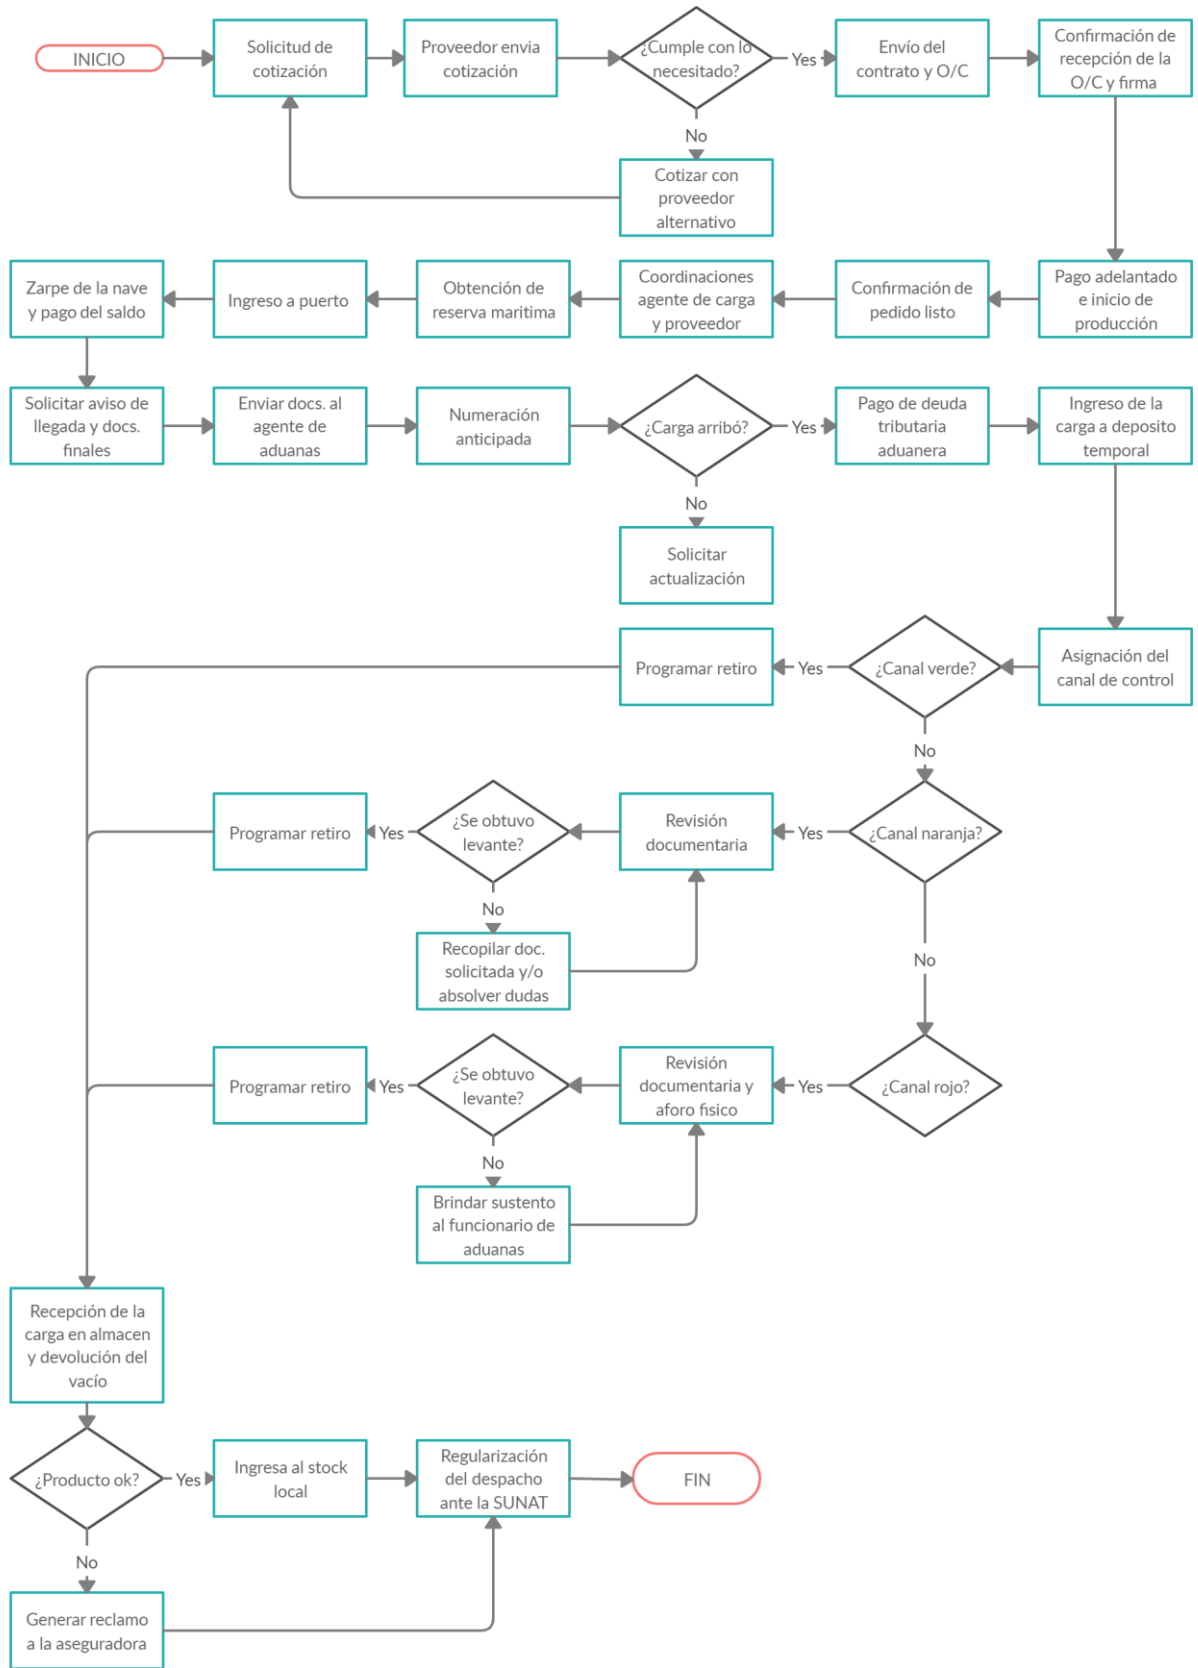 INICIO
Solicitud de
cotización
Proveedor envia
cotización
¿Cumple con lo
necesitado?
Yes
Envío del
contrato y O/C
Confirmación de
recepción de la
O/C y firma
No
Cotizar con
proveedor
alternativo
Zarpe de la nave
y pago del saldo
Ingreso a puerto
Obtención de
reserva maritima
Coordinaciones
agente de carga
y proveedor
Confirmación de
pedido listo
Pago adelantado
e inicio de
producción
Solicitar aviso de
llegada y docs.
finales
Enviar docs. al
agente de
aduanas
Numeración
anticipada
¿Carga arribó?
Yes
Pago de deuda
tributaria
aduanera
Ingreso de la
carga a deposito
temporal
No
Solicitar
actualización
Programar retiro
Yes
¿Canal verde?
Asignación del
canal de control
No
Programar retiro
Yes
¿Se obtuvo
levante?
Revisión
documentaria
Yes
¿Canal naranja?
No
Recopilar doc.
solicitada y/o
absolver dudas
No
Programar retiro
Yes
¿Se obtuvo
levante?
Revisión
documentaria y
aforo fisico
Yes
¿Canal rojo?
No
Brindar sustento
al funcionario de
aduanas
Recepción de la
carga en almacen
y devolución del
vacío
¿Producto ok?
Yes
Ingresa al stock
local
Regularización
del despacho
ante la SUNAT
FIN
No
Generar reclamo
a la aseguradora